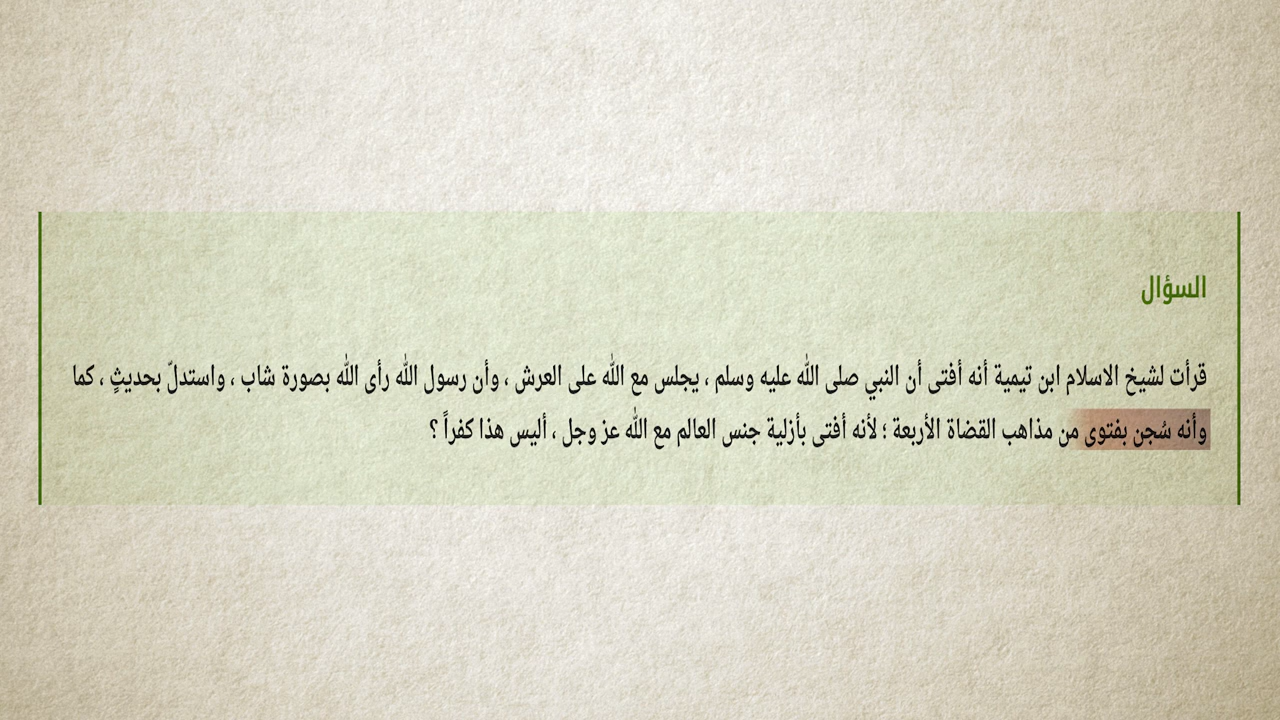 السؤال
قرأت لشيخ الاسلام ابن تيمية أنه أفتى أن النبي صلى الله عليه وسلم ، يجلس مع الله على العرش ، وأن رسول الله رأى الله بصورة شاب ، واستدلّ بحديثٍ ، كما
وأنه سُجن بفتوى من مذاهب القضاة الأربعة ؛ لأنه أفتى بأزلية جنس العالم مع الله عز وجل ، أليس هذا كفراً ؟